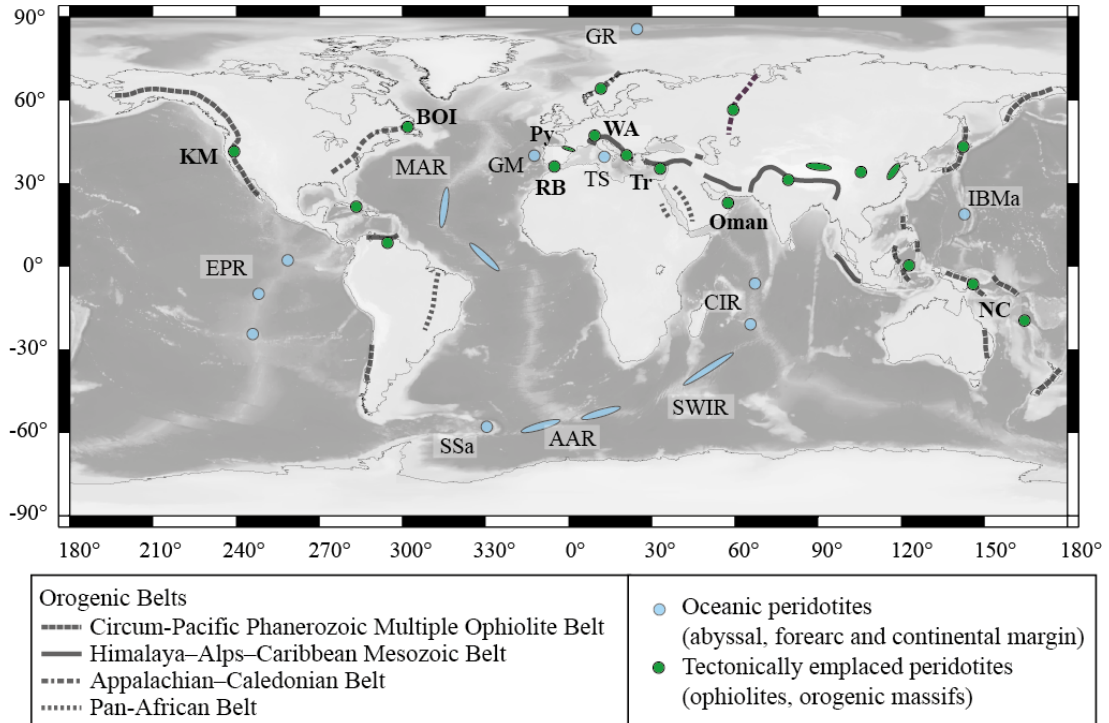 90°
60°
30°
0°
-30°
-60°
-90°
GR
BOI
Py
WA
KM
MAR
GM
RB
TS
Tr
Oman
IBMa
EPR
CIR
NC
SWIR
SSa
AAR
180° 210° 240° 270° 300° 330° 0° 30° 60° 90° 120° 150° 180°
Orogenic Belts
Circum-Pacific Phanerozoic Multiple Ophiolite Belt
Himalaya–Alps–Caribbean Mesozoic Belt
Appalachian–Caledonian Belt
Pan-African Belt
Oceanic peridotites
(abyssal, forearc and continental margin)
Tectonically emplaced peridotites
(ophiolites, orogenic massifs)